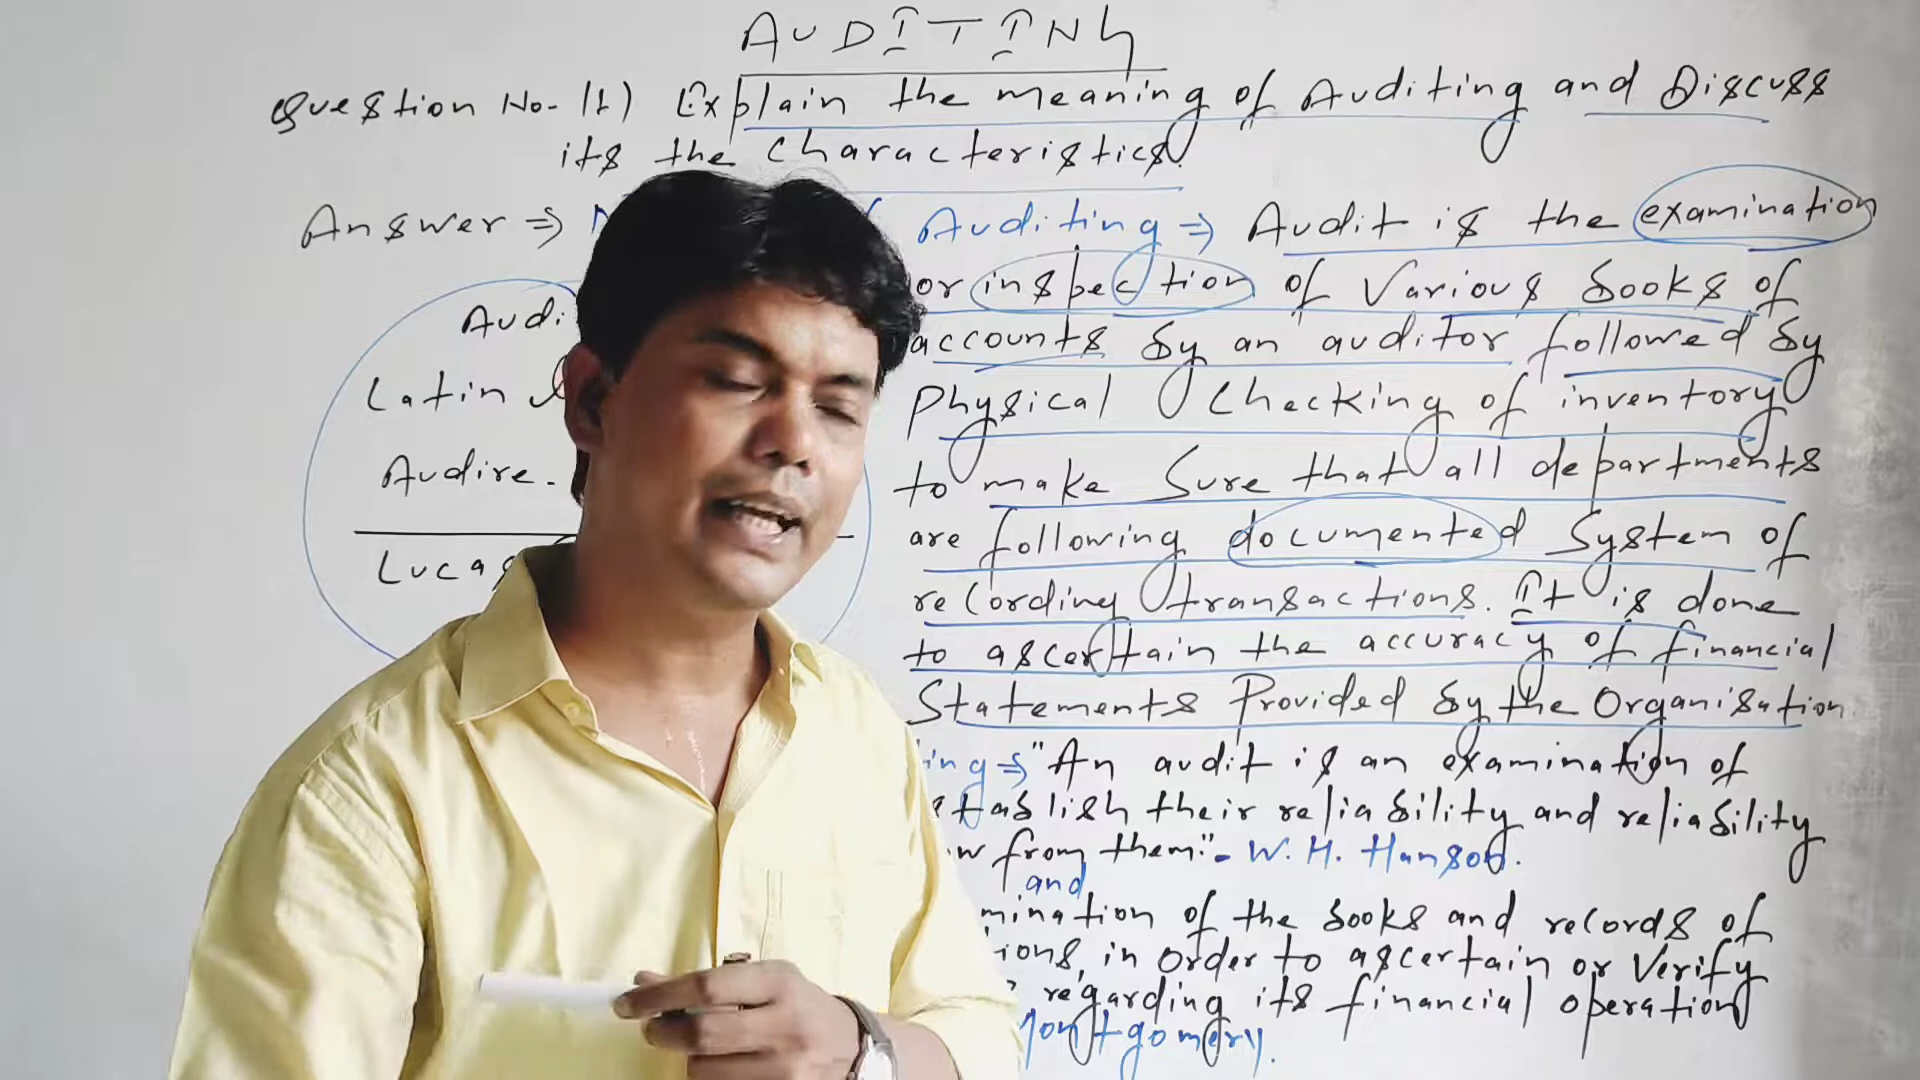 AUDITING
Question No-(1) Explain the meaning of Auditing and Discuss
its the characteristics.
Answer ⇒ Auditing ⇒ Audit is the examination
or inspection of various books of
accounts by an auditor followed by
Physical checking of inventory
to make sure that all departments
are following documented system of
recording transactions. It is done
to ascertain the accuracy of financial
Statements Provided by the Organisation
Latin
Audire.
"An audit is an examination of
their reliability and reliability
from them." - W. H. Hanson.
and
of the books and records of
in order to ascertain or verify
regarding its financial operation